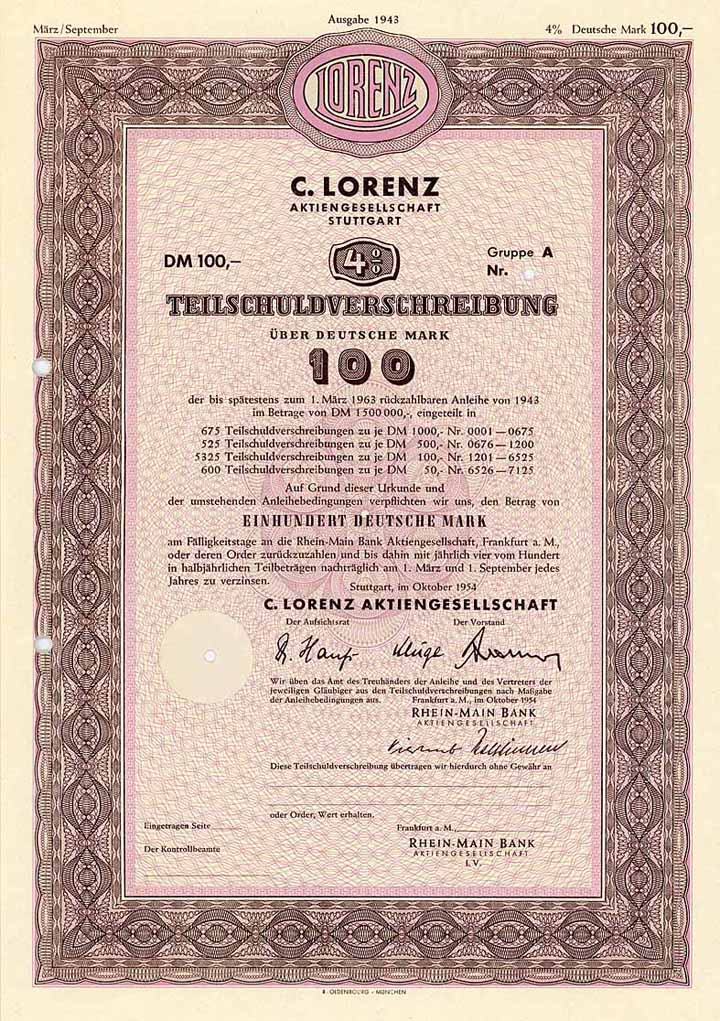 Ausgabe 1943
März/September
4% Deutsche Mark 100,–
LORENZ
C. LORENZ
AKTIENGESELLSCHAFT
STUTTGART
DM 100,–
4%
Gruppe A
Nr.
TEILSCHULDVERSCHREIBUNG
ÜBER DEUTSCHE MARK
100
der bis spätestens zum 1. März 1963 rückzahlbaren Anleihe von 1943
im Betrage von DM 1 500 000,–, eingeteilt in
675 Teilschuldverschreibungen zu je DM 1000,- Nr. 0001—0675
525 Teilschuldverschreibungen zu je DM 500,- Nr. 0676—1200
5325 Teilschuldverschreibungen zu je DM 100,- Nr. 1201—6525
600 Teilschuldverschreibungen zu je DM 50,- Nr. 6526—7125
Auf Grund dieser Urkunde und
der umstehenden Anleihebedingungen verpflichten wir uns, den Betrag von
EINHUNDERT DEUTSCHE MARK
am Fälligkeitstage an die Rhein-Main Bank Aktiengesellschaft, Frankfurt a. M.,
oder deren Order zurückzuzahlen und bis dahin mit jährlich vier vom Hundert
in halbjährlichen Teilbeträgen nachträglich am 1. März und 1. September jedes
Jahres zu verzinsen.
Stuttgart, im Oktober 1954
C. LORENZ AKTIENGESELLSCHAFT
Der Aufsichtsrat
Der Vorstand
Wir üben das Amt des Treuhänders der Anleihe und des Vertreters der
jeweiligen Gläubiger aus den Teilschuldverschreibungen nach Maßgabe
der Anleihebedingungen aus. Frankfurt a. M., im Oktober 1954
RHEIN-MAIN BANK
AKTIENGESELLSCHAFT
Diese Teilschuldverschreibung übertragen wir hierdurch ohne Gewähr an
oder Order, Wert erhalten.
Eingetragen Seite
Frankfurt a. M.,
Der Kontrollbeamte
RHEIN-MAIN BANK
AKTIENGESELLSCHAFT
I.V.
R. OLDENBOURG - MÜNCHEN